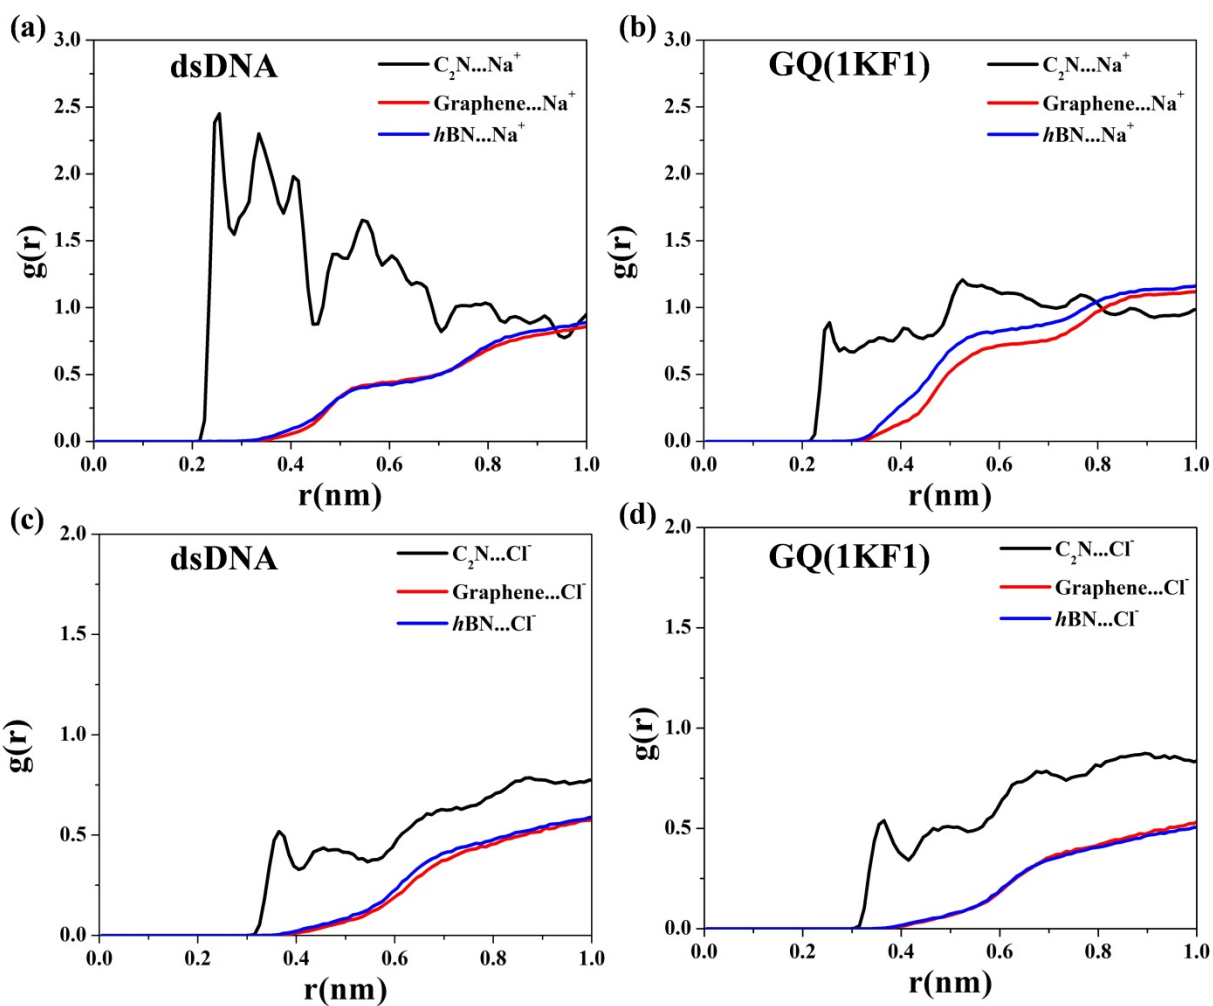 (a)
dsDNA
C₂N...Na⁺
Graphene...Na⁺
hBN...Na⁺
3.0
2.5
2.0
1.5
1.0
0.5
0.0
g(r)
0.0 0.2 0.4 0.6 0.8 1.0
r(nm)
(b)
GQ(1KF1)
C₂N...Na⁺
Graphene...Na⁺
hBN...Na⁺
3.0
2.5
2.0
1.5
1.0
0.5
0.0
g(r)
0.0 0.2 0.4 0.6 0.8 1.0
r(nm)
(c)
dsDNA
C₂N...Cl⁻
Graphene...Cl⁻
hBN...Cl⁻
2.0
1.5
1.0
0.5
0.0
g(r)
0.0 0.2 0.4 0.6 0.8 1.0
r(nm)
(d)
GQ(1KF1)
C₂N...Cl⁻
Graphene...Cl⁻
hBN...Cl⁻
2.0
1.5
1.0
0.5
0.0
g(r)
0.0 0.2 0.4 0.6 0.8 1.0
r(nm)